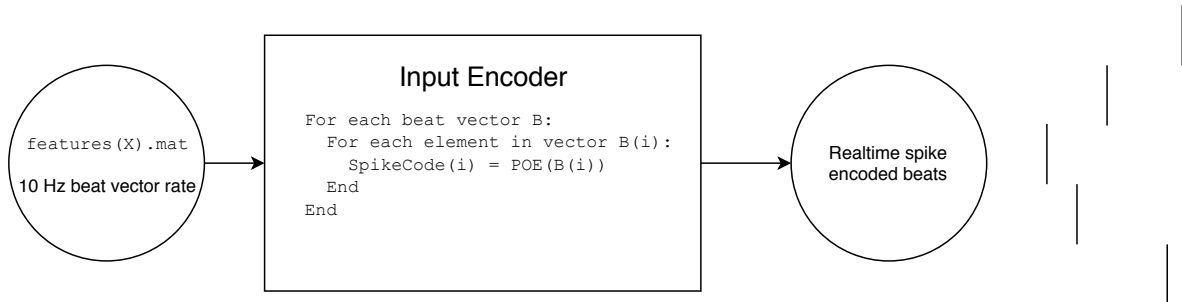 features(X).mat
10 Hz beat vector rate
Input Encoder
For each beat vector B:
For each element in vector B(i):
SpikeCode(i) = POE(B(i))
End
End
Realtime spike
encoded beats